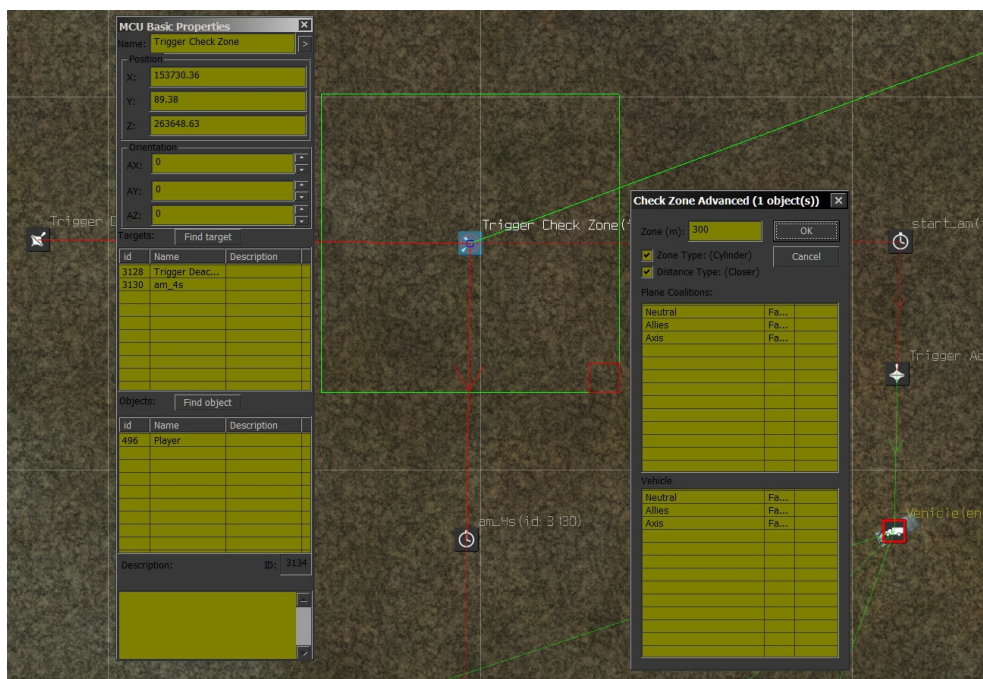 MCU Basic Properties
Name: Trigger Check Zone >
Position
X: 153730.36
Y: 89.38
Z: 263648.63
Orientation
AX: 0
AY: 0
AZ: 0
Targets: Find target
id Name Description
3128 Trigger Deac...
3130 am_4s
Objects: Find object
id Name Description
496 Player
Description: ID: 3134
Trigger
Trigger Check Zone(
am_4s(id: 3130)
Check Zone Advanced (1 object(s))
Zone (m): 300 OK
Zone Type: (Cylinder) Cancel
Distance Type: (Closer)
Plane Coalitions:
Neutral Fa...
Allies Fa...
Axis Fa...
Vehicle
Neutral Fa...
Allies Fa...
Axis Fa...
start_am(
Trigger Ac
Vehicle(en